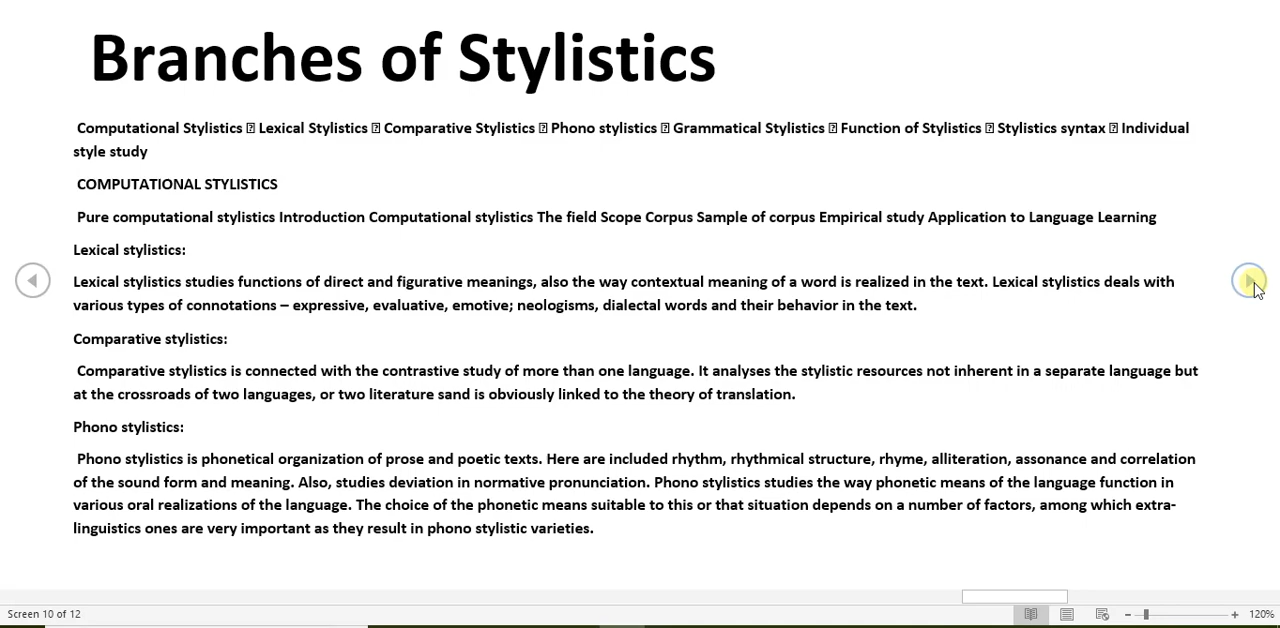 Branches of Stylistics
Computational Stylistics ⍰ Lexical Stylistics ⍰ Comparative Stylistics ⍰ Phono stylistics ⍰ Grammatical Stylistics ⍰ Function of Stylistics ⍰ Stylistics syntax ⍰ Individual
style study
COMPUTATIONAL STYLISTICS
Pure computational stylistics Introduction Computational stylistics The field Scope Corpus Sample of corpus Empirical study Application to Language Learning
Lexical stylistics:
Lexical stylistics studies functions of direct and figurative meanings, also the way contextual meaning of a word is realized in the text. Lexical stylistics deals with
various types of connotations – expressive, evaluative, emotive; neologisms, dialectal words and their behavior in the text.
Comparative stylistics:
Comparative stylistics is connected with the contrastive study of more than one language. It analyses the stylistic resources not inherent in a separate language but
at the crossroads of two languages, or two literature sand is obviously linked to the theory of translation.
Phono stylistics:
Phono stylistics is phonetical organization of prose and poetic texts. Here are included rhythm, rhythmical structure, rhyme, alliteration, assonance and correlation
of the sound form and meaning. Also, studies deviation in normative pronunciation. Phono stylistics studies the way phonetic means of the language function in
various oral realizations of the language. The choice of the phonetic means suitable to this or that situation depends on a number of factors, among which extra-
linguistics ones are very important as they result in phono stylistic varieties.
Screen 10 of 12
120%